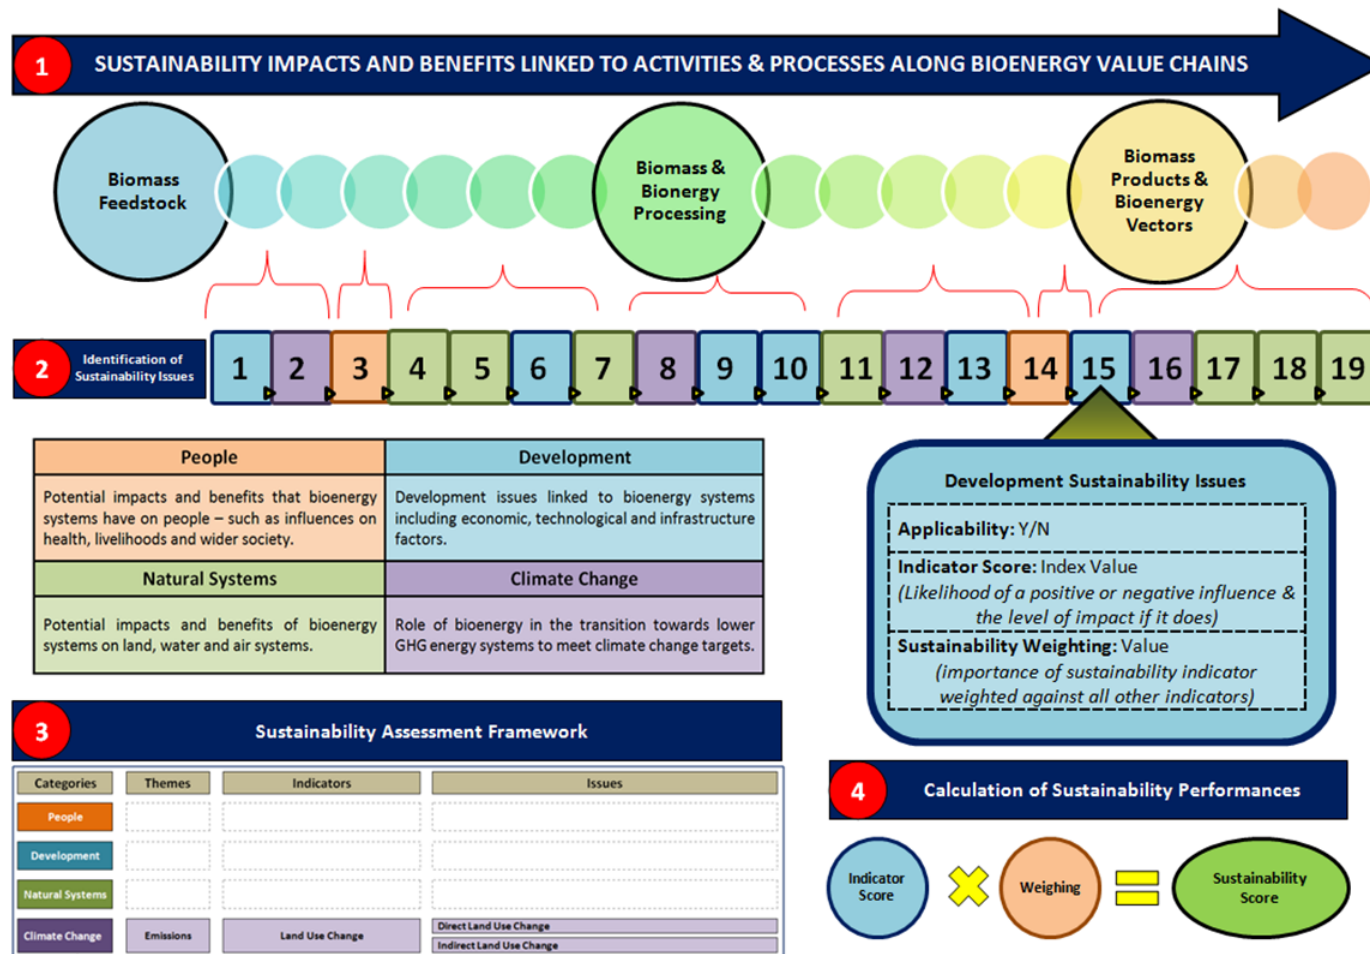 1
SUSTAINABILITY IMPACTS AND BENEFITS LINKED TO ACTIVITIES & PROCESSES ALONG BIOENERGY VALUE CHAINS
Biomass
Feedstock
Biomass &
Bionergy
Processing
Biomass
Products &
Bioenergy
Vectors
2
Identification of
Sustainability Issues
1 2 3 4 5 6 7 8 9 10 11 12 13 14 15 16 17 18 19
People
Potential impacts and benefits that bioenergy
systems have on people – such as influences on
health, livelihoods and wider society.
Development
Development issues linked to bioenergy systems
including economic, technological and infrastructure
factors.
Natural Systems
Potential impacts and benefits of bioenergy
systems on land, water and air systems.
Climate Change
Role of bioenergy in the transition towards lower
GHG energy systems to meet climate change targets.
Development Sustainability Issues
Applicability: Y/N
Indicator Score: Index Value
(Likelihood of a positive or negative influence &
the level of impact if it does)
Sustainability Weighting: Value
(importance of sustainability indicator
weighted against all other indicators)
3
Sustainability Assessment Framework
Categories Themes Indicators Issues
People
Development
Natural Systems
Climate Change
Emissions
Land Use Change
Direct Land Use Change
Indirect Land Use Change
4
Calculation of Sustainability Performances
Indicator
Score
Weighing
Sustainability
Score